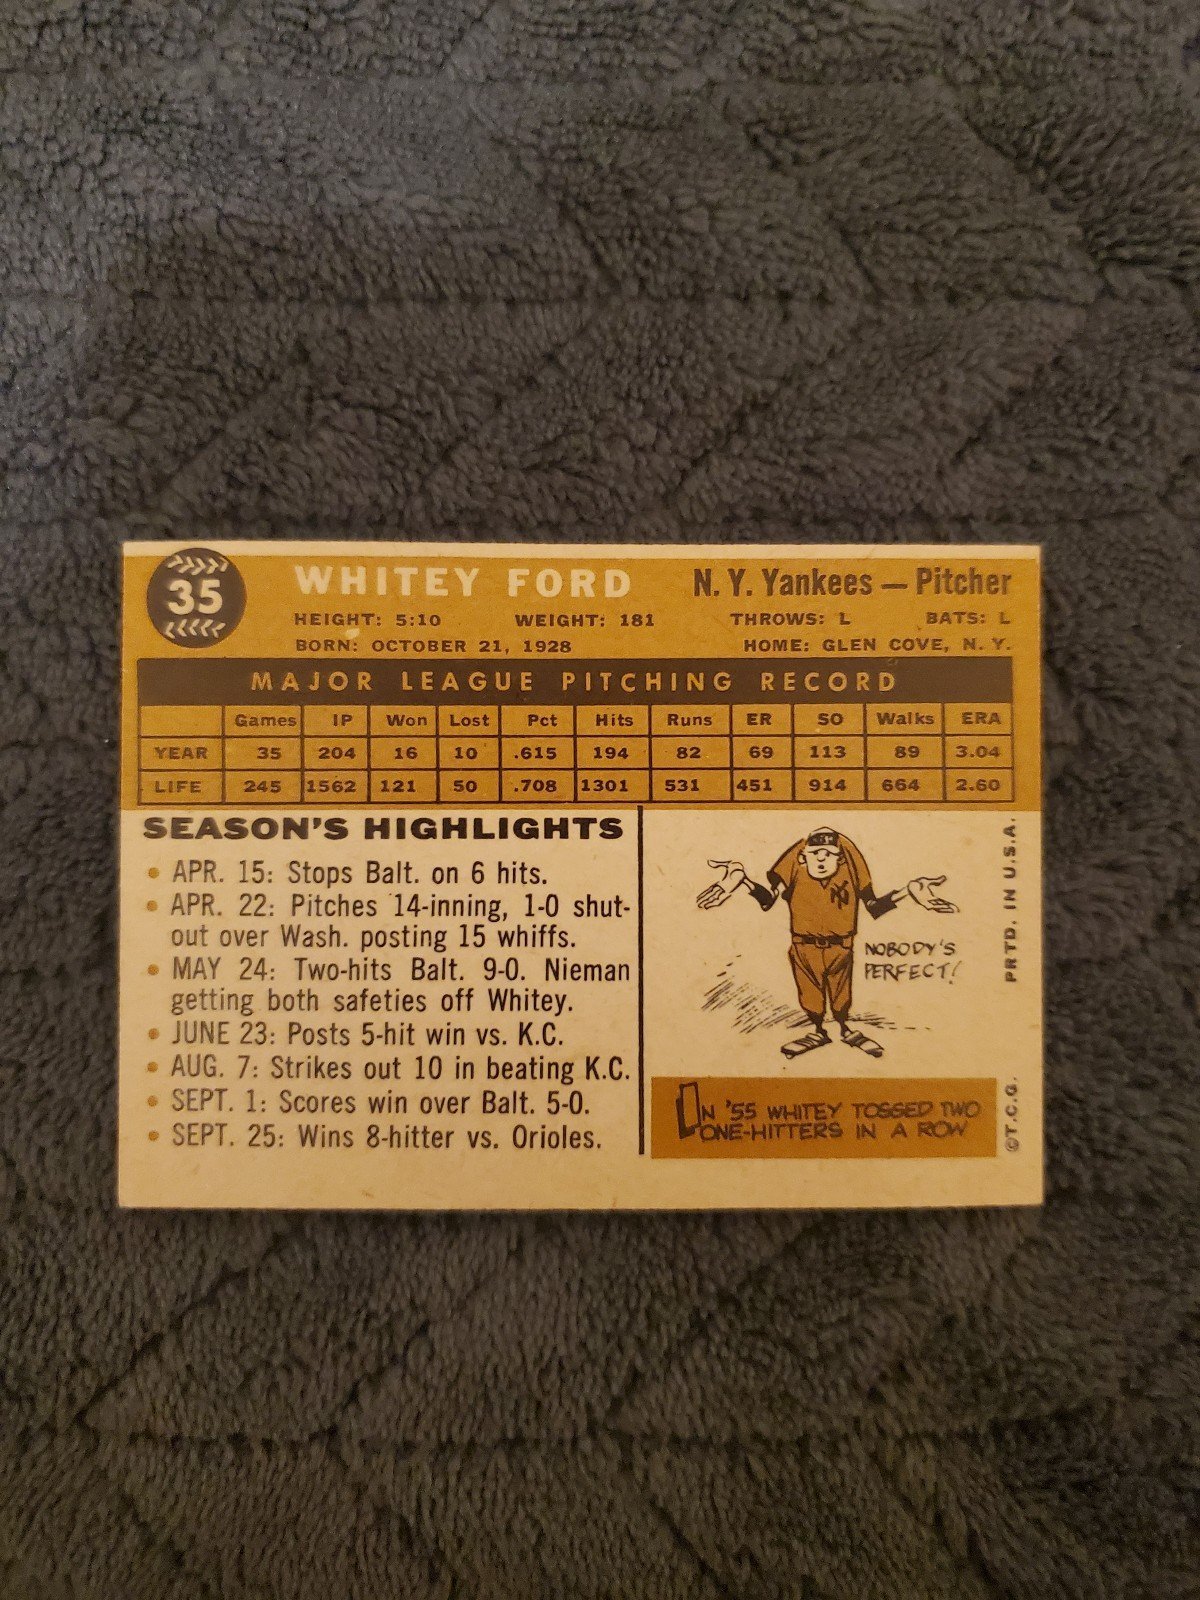 35
WHITEY FORD
N. Y. Yankees — Pitcher
HEIGHT: 5:10 WEIGHT: 181 THROWS: L BATS: L
BORN: OCTOBER 21, 1928 HOME: GLEN COVE, N. Y.
MAJOR LEAGUE PITCHING RECORD
Games IP Won Lost Pct Hits Runs ER SO Walks ERA
YEAR 35 204 16 10 .615 194 82 69 113 89 3.04
LIFE 245 1562 121 50 .708 1301 531 451 914 664 2.60
SEASON'S HIGHLIGHTS
• APR. 15: Stops Balt. on 6 hits.
• APR. 22: Pitches 14-inning, 1-0 shut-
out over Wash. posting 15 whiffs.
• MAY 24: Two-hits Balt. 9-0. Nieman
getting both safeties off Whitey.
• JUNE 23: Posts 5-hit win vs. K.C.
• AUG. 7: Strikes out 10 in beating K.C.
• SEPT. 1: Scores win over Balt. 5-0.
• SEPT. 25: Wins 8-hitter vs. Orioles.
NY
NOBODY'S
PERFECT!
IN '55 WHITEY TOSSED TWO
ONE-HITTERS IN A ROW
©T.C.G. PRTD. IN U.S.A.